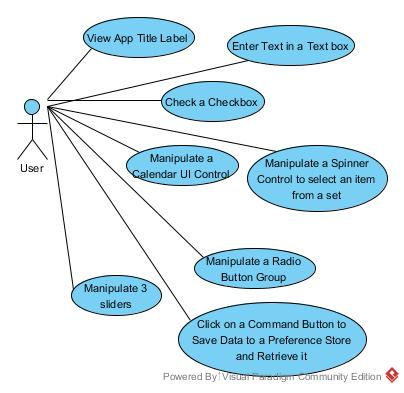 View App Title Label
Enter Text in a Text box
Check a Checkbox
User
Manipulate a
Calendar UI Control
Manipulate a Spinner
Control to select an item
from a set
Manipulate a Radio
Button Group
Manipulate 3
sliders
Click on a Command Button to
Save Data to a Preference Store
and Retrieve it
Powered By Visual Paradigm Community Edition